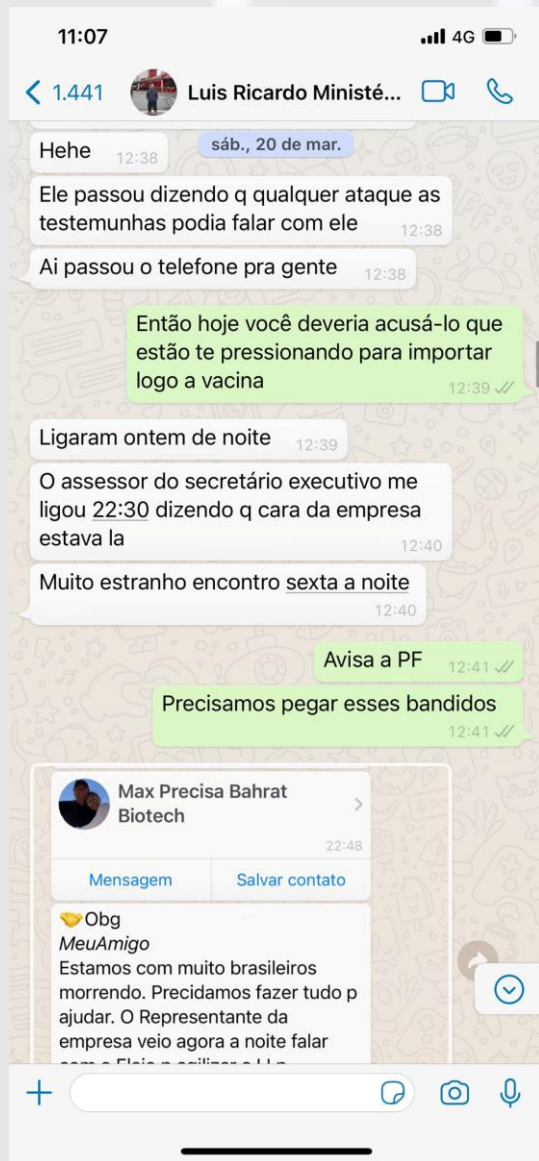 11:07
4G
1.441
Luis Ricardo Ministé...
Hehe 12:38
sáb., 20 de mar.
Ele passou dizendo q qualquer ataque as
testemunhas podia falar com ele 12:38
Ai passou o telefone pra gente 12:38
Então hoje você deveria acusá-lo que
estão te pressionando para importar
logo a vacina
12:39
Ligaram ontem de noite 12:39
O assessor do secretário executivo me
ligou 22:30 dizendo q cara da empresa
estava la
12:40
Muito estranho encontro sexta a noite
12:40
Avisa a PF 12:41
Precisamos pegar esses bandidos
12:41
Max Precisa Bahrat
Biotech
22:48
Mensagem
Salvar contato
Obg
MeuAmigo
Estamos com muito brasileiros
morrendo. Precidamos fazer tudo p
ajudar. O Representante da
empresa veio agora a noite falar